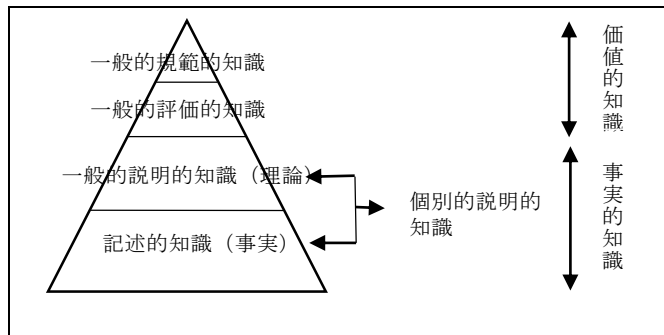 一般的規範的知識
一般的評価的知識
一般的説明的知識（理論）
記述的知識（事実）
個別的説明的
知識
価値的知識
事実的知識